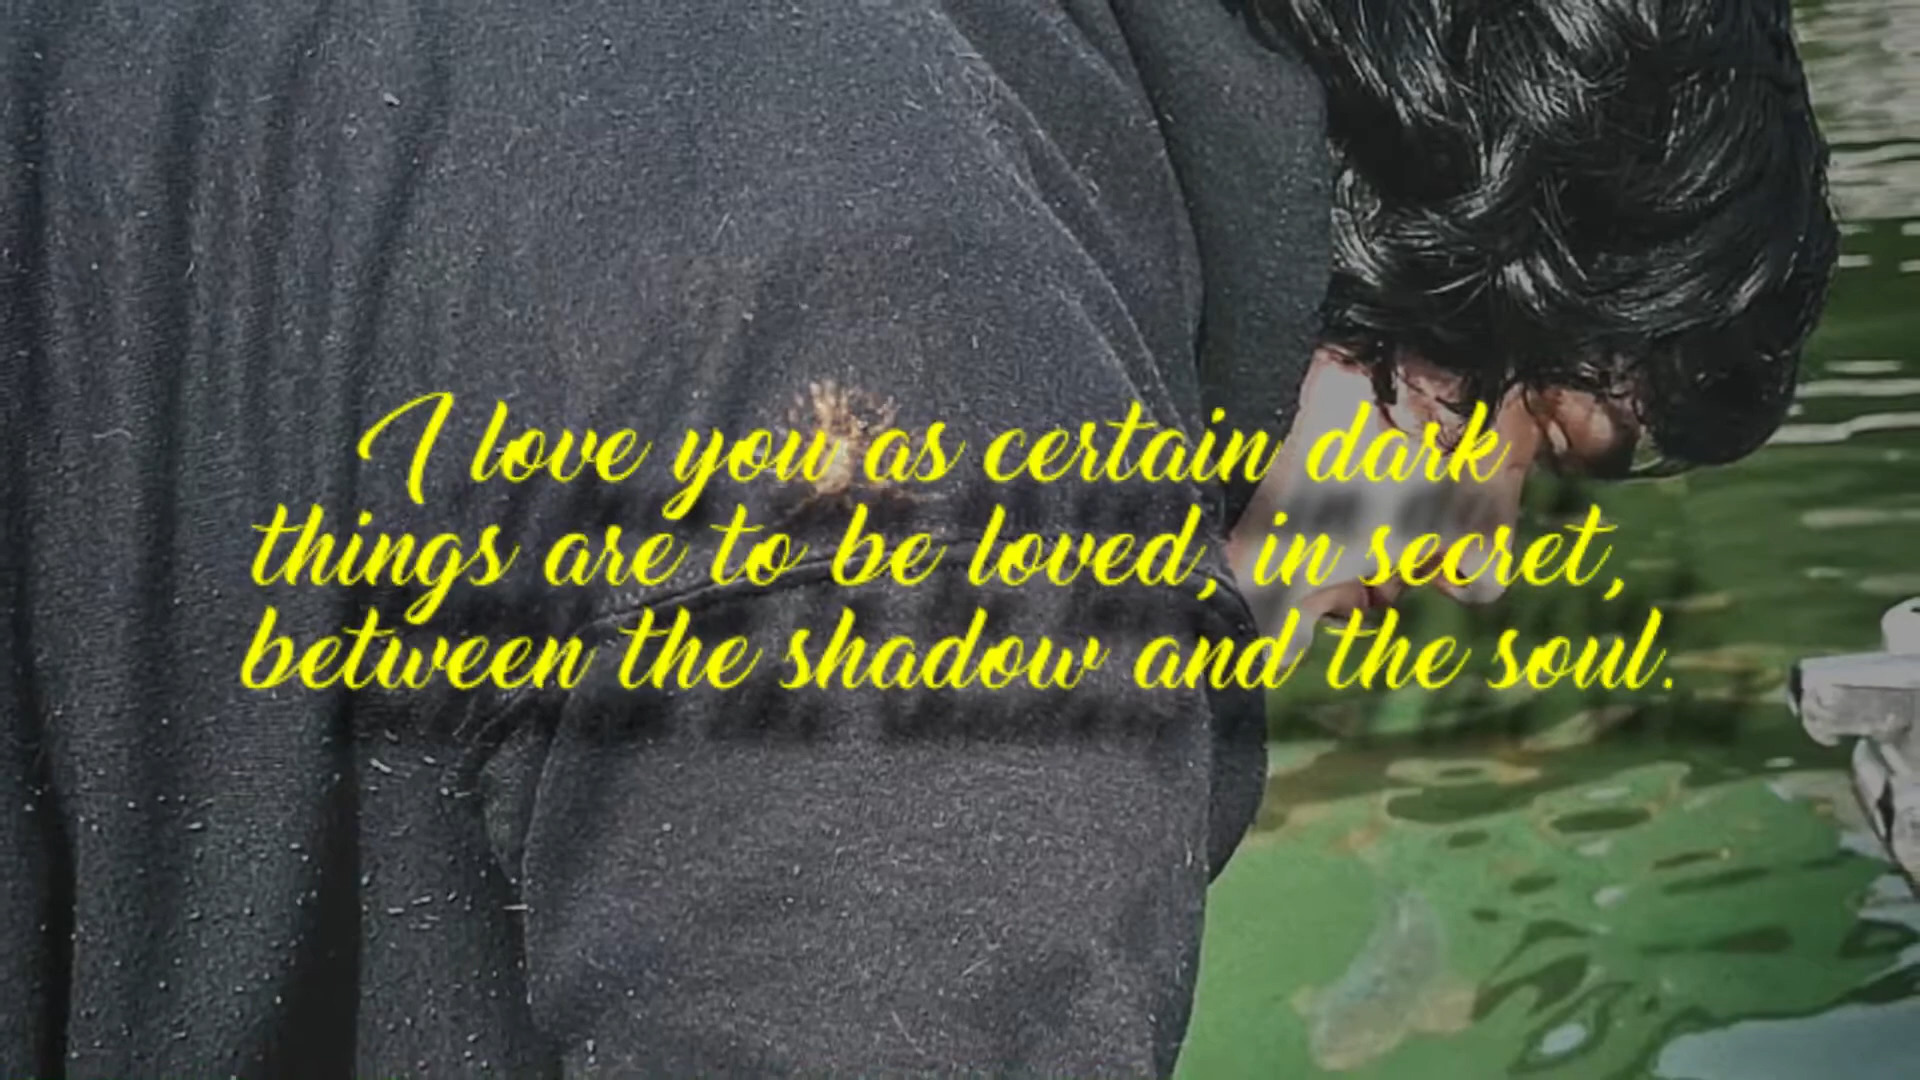 I love you as certain dark
things are to be loved, in secret,
between the shadow and the soul.